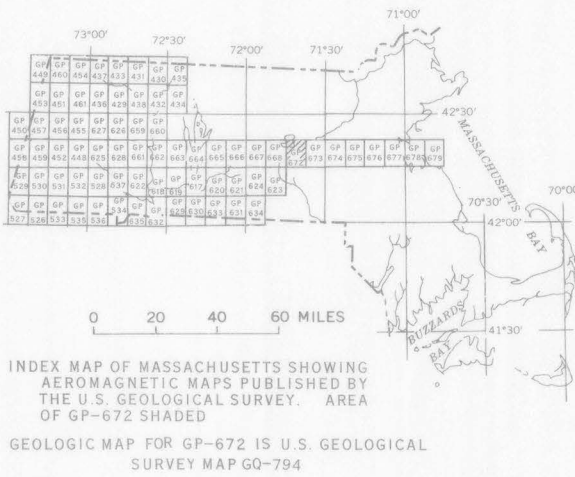 73°00' 72°30' 72°00' 71°30' 71°00'
GP 449 GP 460 GP 454 GP 437 GP 433 GP 431 GP 430 GP 435
GP 453 GP 451 GP 461 GP 436 GP 429 GP 438 GP 432 GP 434
42°30'
GP 450 GP 457 GP 456 GP 455 GP 627 GP 626 GP 659 GP 660
GP 458 GP 459 GP 452 GP 448 GP 625 GP 628 GP 661 GP 662 GP 663 GP 664 GP 665 GP 666 GP 667 GP 668 GP 672 GP 673 GP 674 GP 675 GP 676 GP 677 GP 678 GP 679
GP 529 GP 530 GP 531 GP 532 GP 528 GP 637 GP 622 GP 618 GP 619 GP 617 GP 620 GP 621 GP 624 GP 623
GP 527 GP 526 GP 533 GP 535 GP 536 GP 534 GP 635 GP 632 GP 629 GP 630 GP 633 GP 631 GP 634
MASSACHUSETTS
BAY
70°30' 70°0
42°00'
BUZZARDS
BAY
41°30'
0 20 40 60 MILES
INDEX MAP OF MASSACHUSETTS SHOWING
AEROMAGNETIC MAPS PUBLISHED BY
THE U.S. GEOLOGICAL SURVEY. AREA
OF GP-672 SHADED
GEOLOGIC MAP FOR GP-672 IS U.S. GEOLOGICAL
SURVEY MAP GQ-794